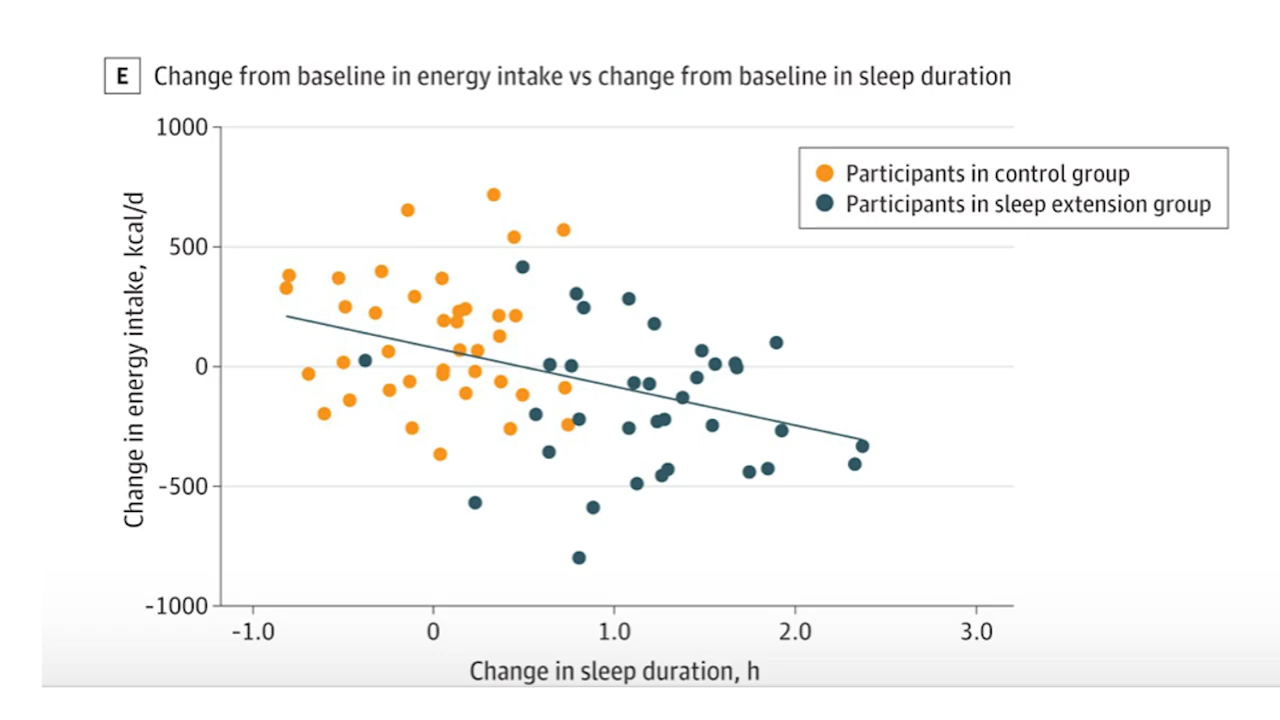 E Change from baseline in energy intake vs change from baseline in sleep duration
1000
500
0
-500
-1000
Change in energy intake, kcal/d
Participants in control group
Participants in sleep extension group
-1.0 0 1.0 2.0 3.0
Change in sleep duration, h